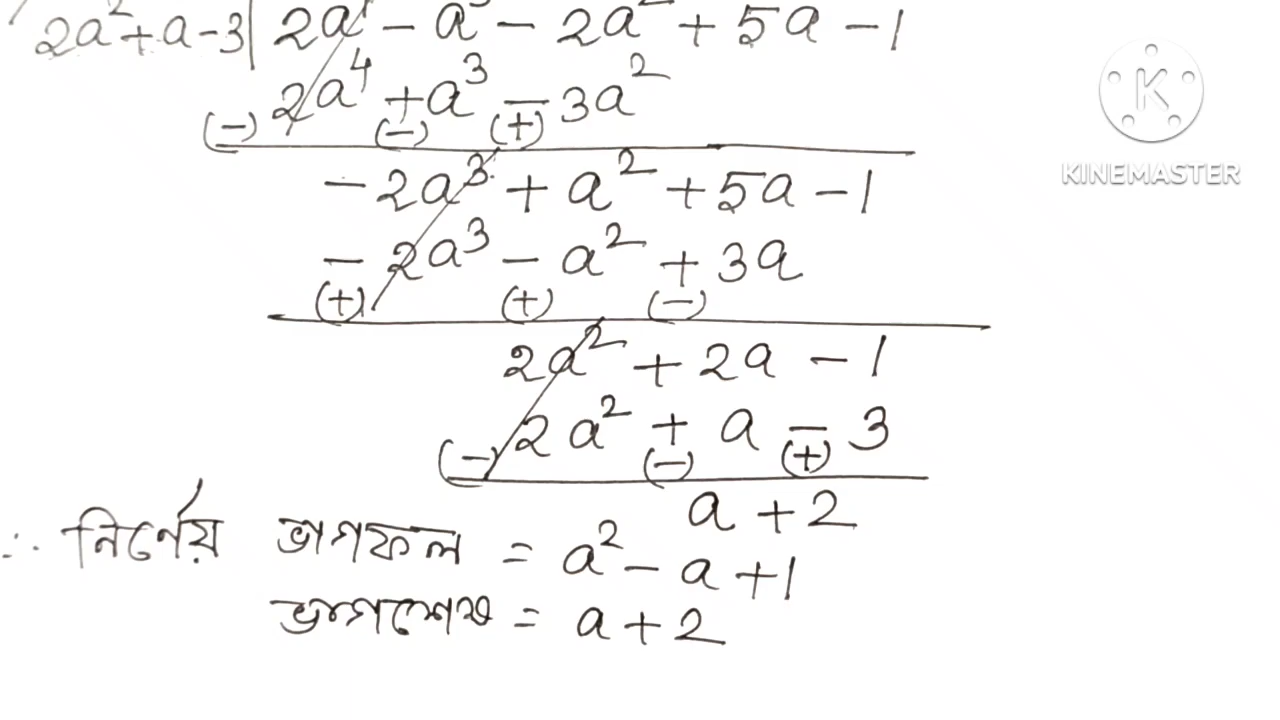 2a² + a - 3 | 2a⁴ - a³ - 2a² + 5a - 1
2a⁴ + a³ - 3a²
(-) (-) (+)
- 2a³ + a² + 5a - 1
- 2a³ - a² + 3a
(+) (+) (-)
2a² + 2a - 1
2a² + a - 3
(-) (-) (+)
a + 2
∴ নির্ণেয় ভাগফল = a² - a + 1
ভাগশেষ = a + 2
K
KINEMASTER